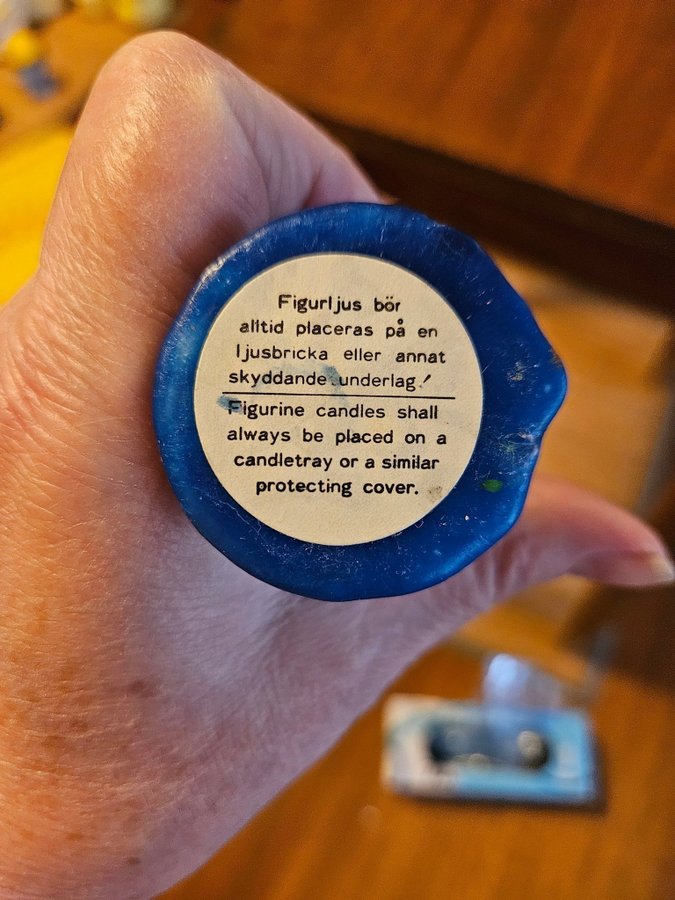 Figurljus bör
alltid placeras på en
ljusbricka eller annat
skyddande underlag!
Figurine candles shall
always be placed on a
candletray or a similar
protecting cover.